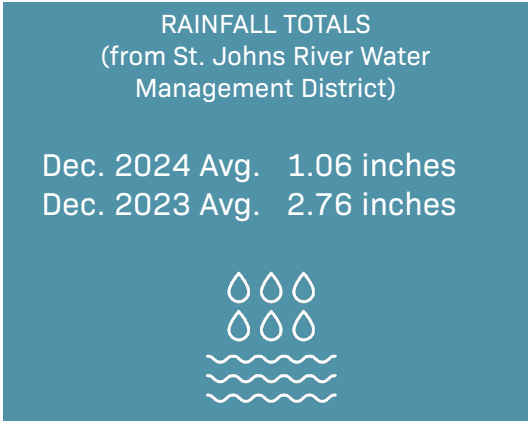 RAINFALL TOTALS
(from St. Johns River Water
Management District)
Dec. 2024 Avg. 1.06 inches
Dec. 2023 Avg. 2.76 inches